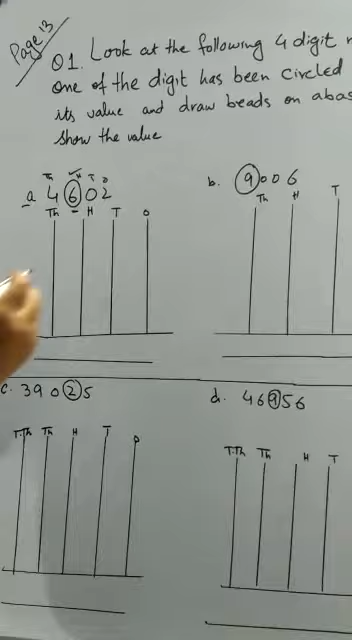 Page 13
Q1. Look at the following 4 digit
One of the digit has been circled
its value and draw beads on abas
show the value
Th H T O
a 4602
Th H T O
b. 9006
Th H T
c. 39025
T.Th Th H T O
d. 46956
T.Th Th H T